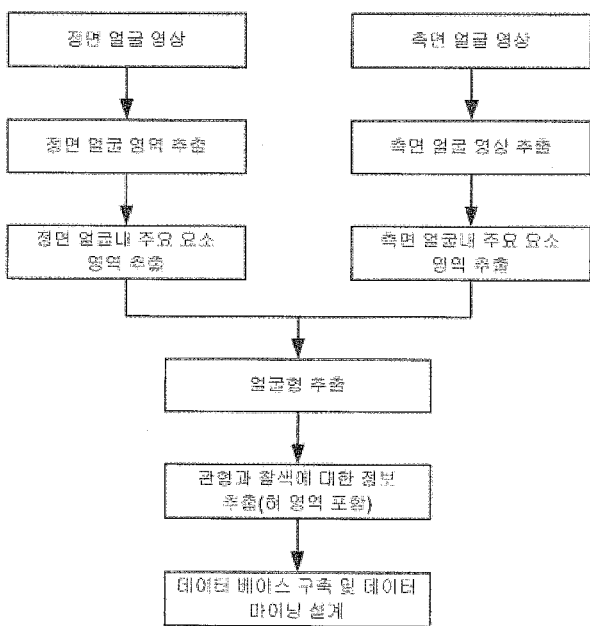 정면 얼굴 영상
측면 얼굴 영상
정면 얼굴 영역 추출
측면 얼굴 영상 추출
정면 얼굴내 주요 요소
영역 추출
측면 얼굴내 주요 요소
영역 추출
얼굴형 추출
관형과 찰색에 대한 정보
추출(혀 영역 포함)
데이터 베이스 구축 및 데이터
마이닝 설계